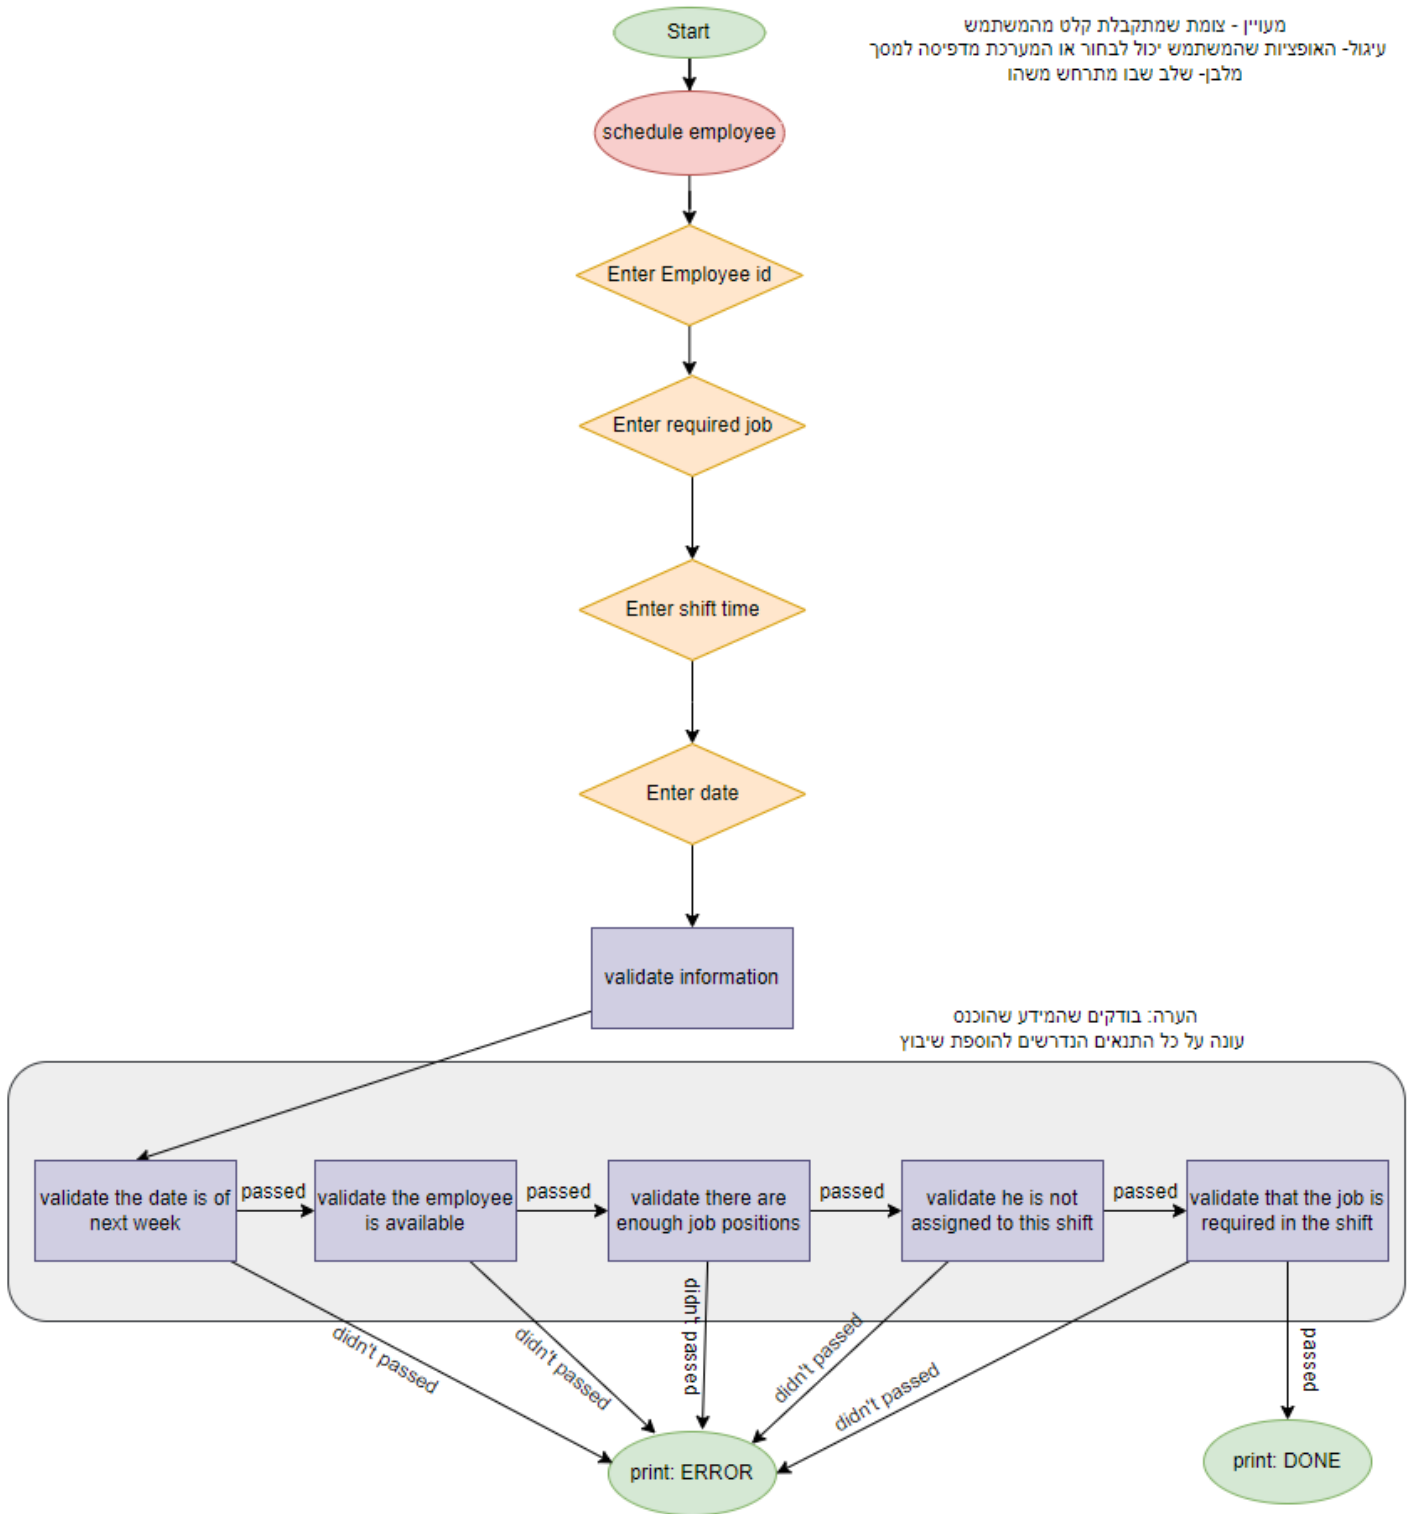 Start
מעויין - צומת שמתקבלת קלט מהמשתמש
עיגול- האופציות שהמשתמש יכול לבחור או המערכת מדפיסה למסך
מלבן- שלב שבו מתרחש משהו
schedule employee
Enter Employee id
Enter required job
Enter shift time
Enter date
validate information
הערה: בודקים שהמידע שהוכנס
עונה על כל התנאים הנדרשים להוספת שיבוץ
validate the date is of
next week
passed
validate the employee
is available
passed
validate there are
enough job positions
passed
validate he is not
assigned to this shift
passed
validate that the job is
required in the shift
didn't passed
didn't passed
didn't passed
didn't passed
didn't passed
passed
print: ERROR
print: DONE